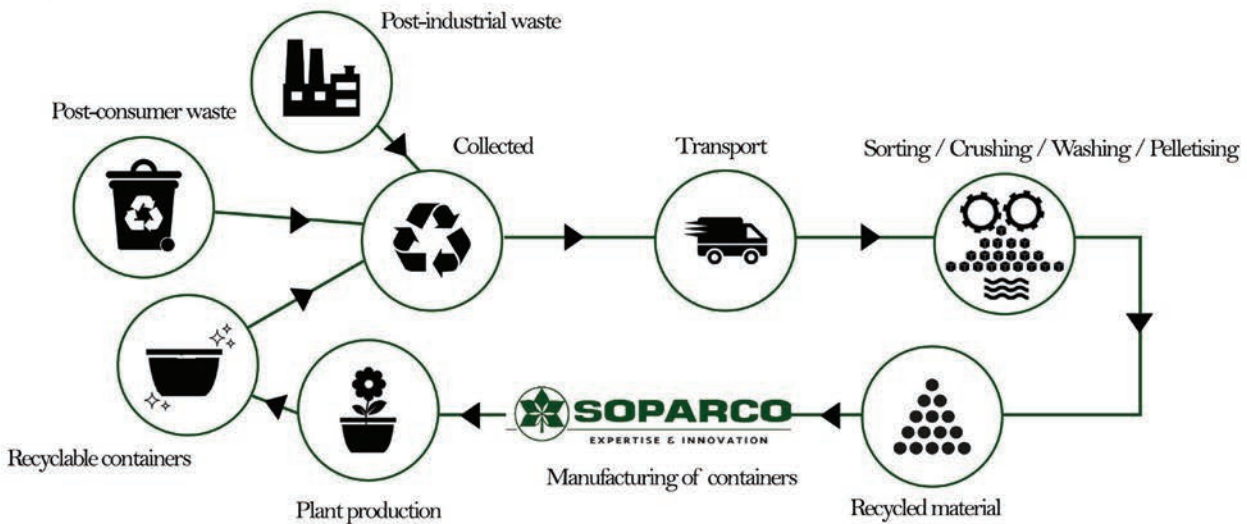 Post-industrial waste
Post-consumer waste
Collected
Transport
Sorting / Crushing / Washing / Pelletising
Recyclable containers
Plant production
SOPARCO
EXPERTISE & INNOVATION
Manufacturing of containers
Recycled material